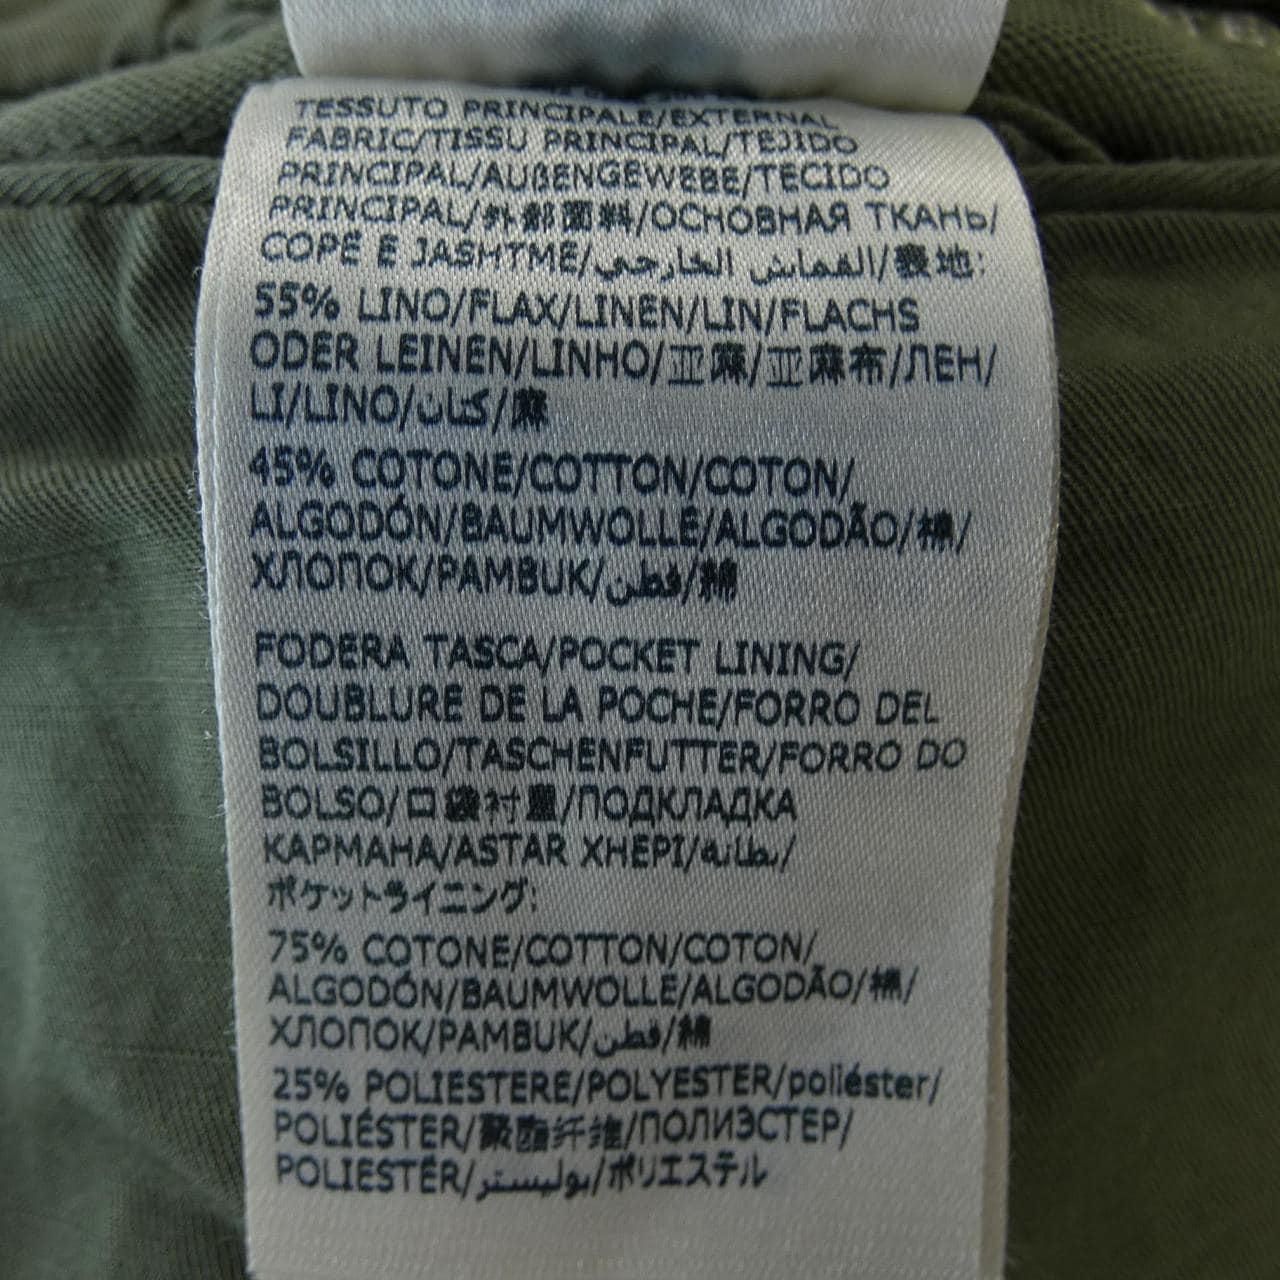 TESSUTO PRINCIPALE/EXTERNAL
FABRIC/TISSU PRINCIPAL/TEJIDO
PRINCIPAL/AUßENGEWEBE/TECIDO
PRINCIPAL/外部面料/ОСНОВНАЯ ТКАНЬ/
COPË E JASHTME/القماش الخارجي/表地:
55% LINO/FLAX/LINEN/LIN/FLACHS
ODER LEINEN/LINHO/亚麻/亚麻布/ЛЕН/
LI/LINO/كتان/麻
45% COTONE/COTTON/COTON/
ALGODÓN/BAUMWOLLE/ALGODÃO/棉/
ХЛОПОК/PAMBUK/قطن/綿
FODERA TASCA/POCKET LINING/
DOUBLURE DE LA POCHE/FORRO DEL
BOLSILLO/TASCHENFUTTER/FORRO DO
BOLSO/口袋衬里/ПОДКЛАДКА
КАРМАНА/ASTAR XHEPI/بطانة/
ポケットライニング:
75% COTONE/COTTON/COTON/
ALGODÓN/BAUMWOLLE/ALGODÃO/棉/
ХЛОПОК/PAMBUK/قطن/綿
25% POLIESTERE/POLYESTER/poliéster/
POLIÉSTER/聚酯纤维/ПОЛИЭСТЕР/
POLIESTËR/بوليستر/ポリエステル